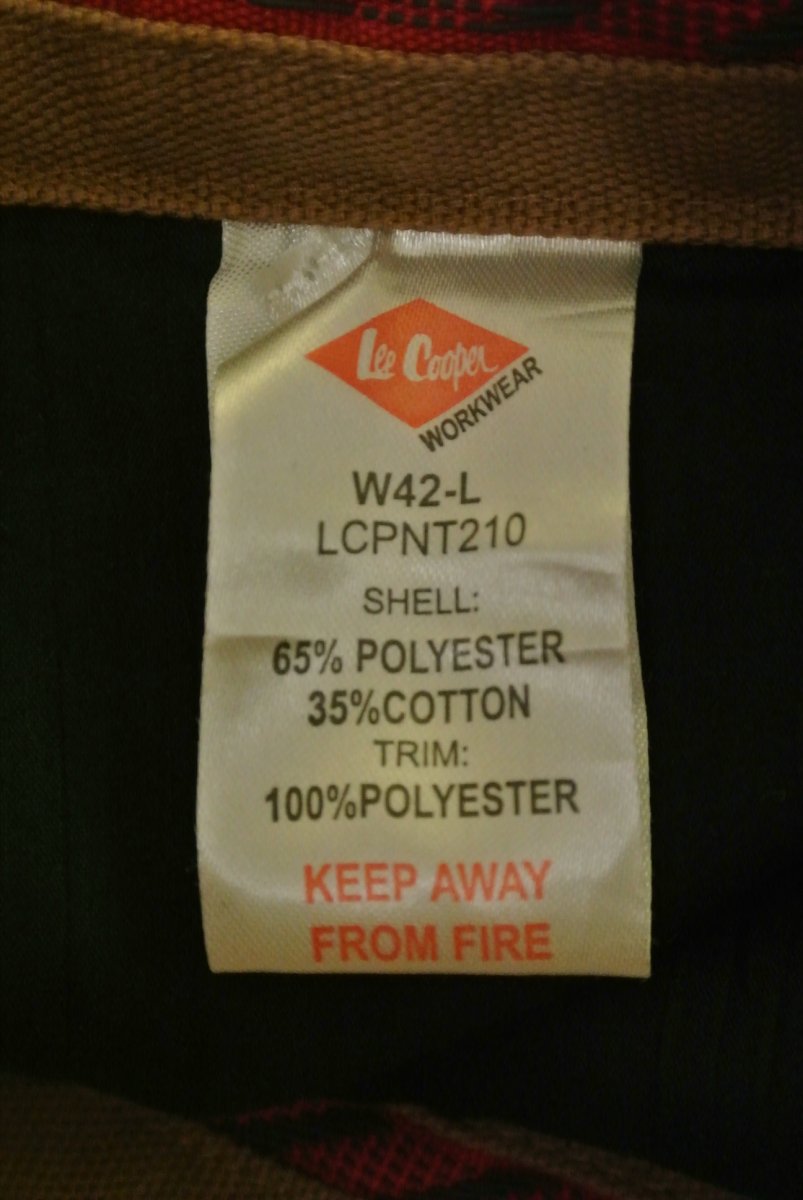 Lee Cooper
WORKWEAR
W42-L
LCPNT210
SHELL:
65% POLYESTER
35%COTTON
TRIM:
100%POLYESTER
KEEP AWAY
FROM FIRE